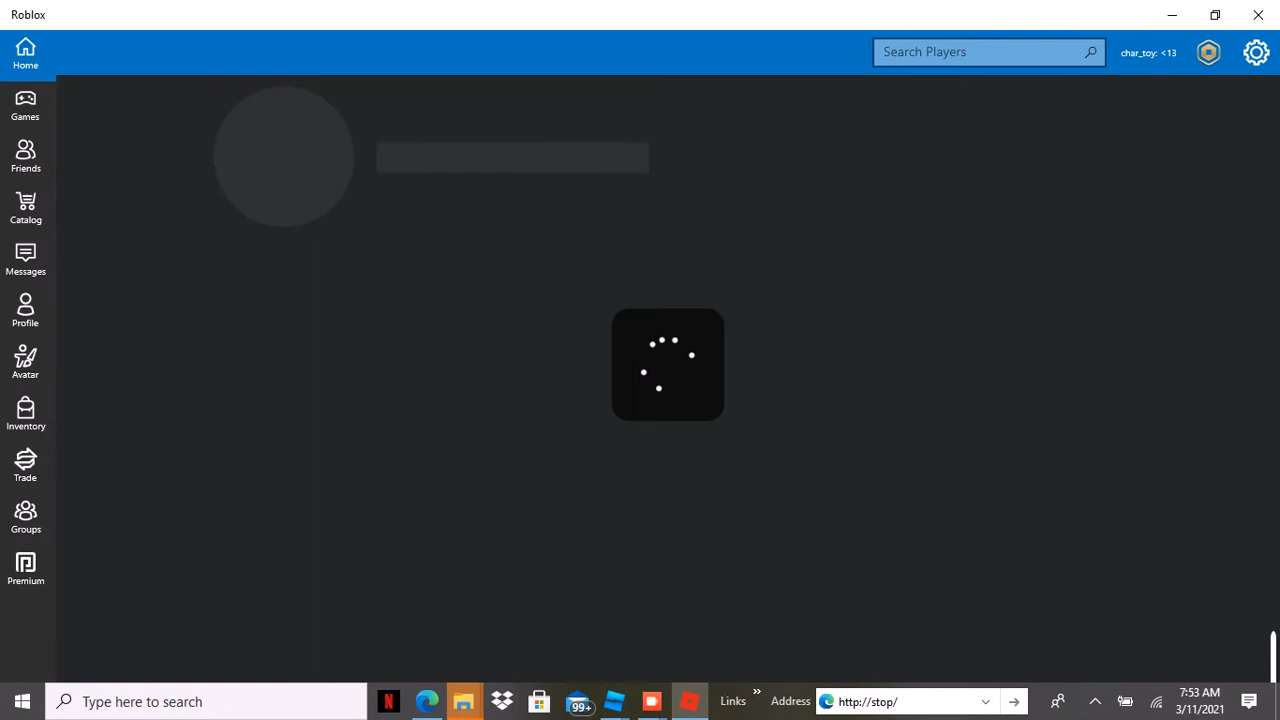 Roblox
Home
Search Players
char_toy: <13
Games
Friends
Catalog
Messages
Profile
Avatar
Inventory
Trade
Groups
Premium
Type here to search
99+
Links
»
Address
http://stop/
7:53 AM
3/11/2021